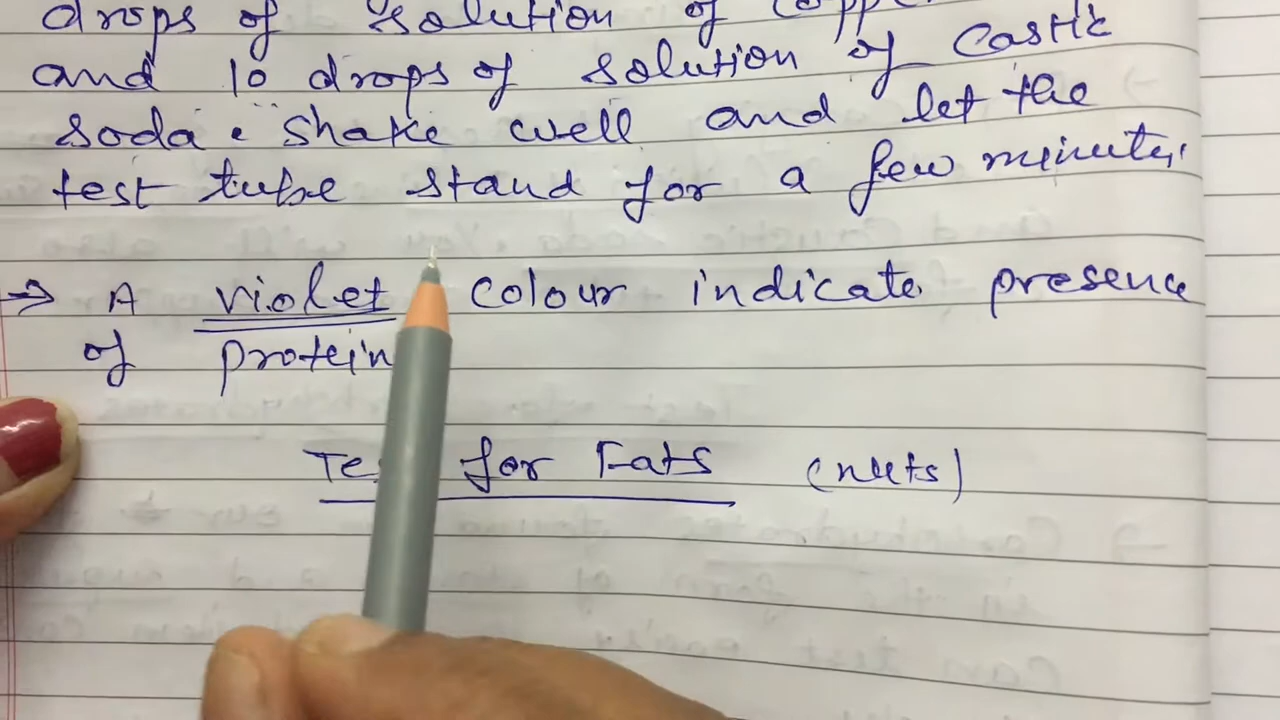 drops of solution of
and 10 drops of solution of Castic
soda. Shake well and let the
test tube stand for a few minutes
⇒ A violet colour indicate presence
of protein
for Fats (nuts)